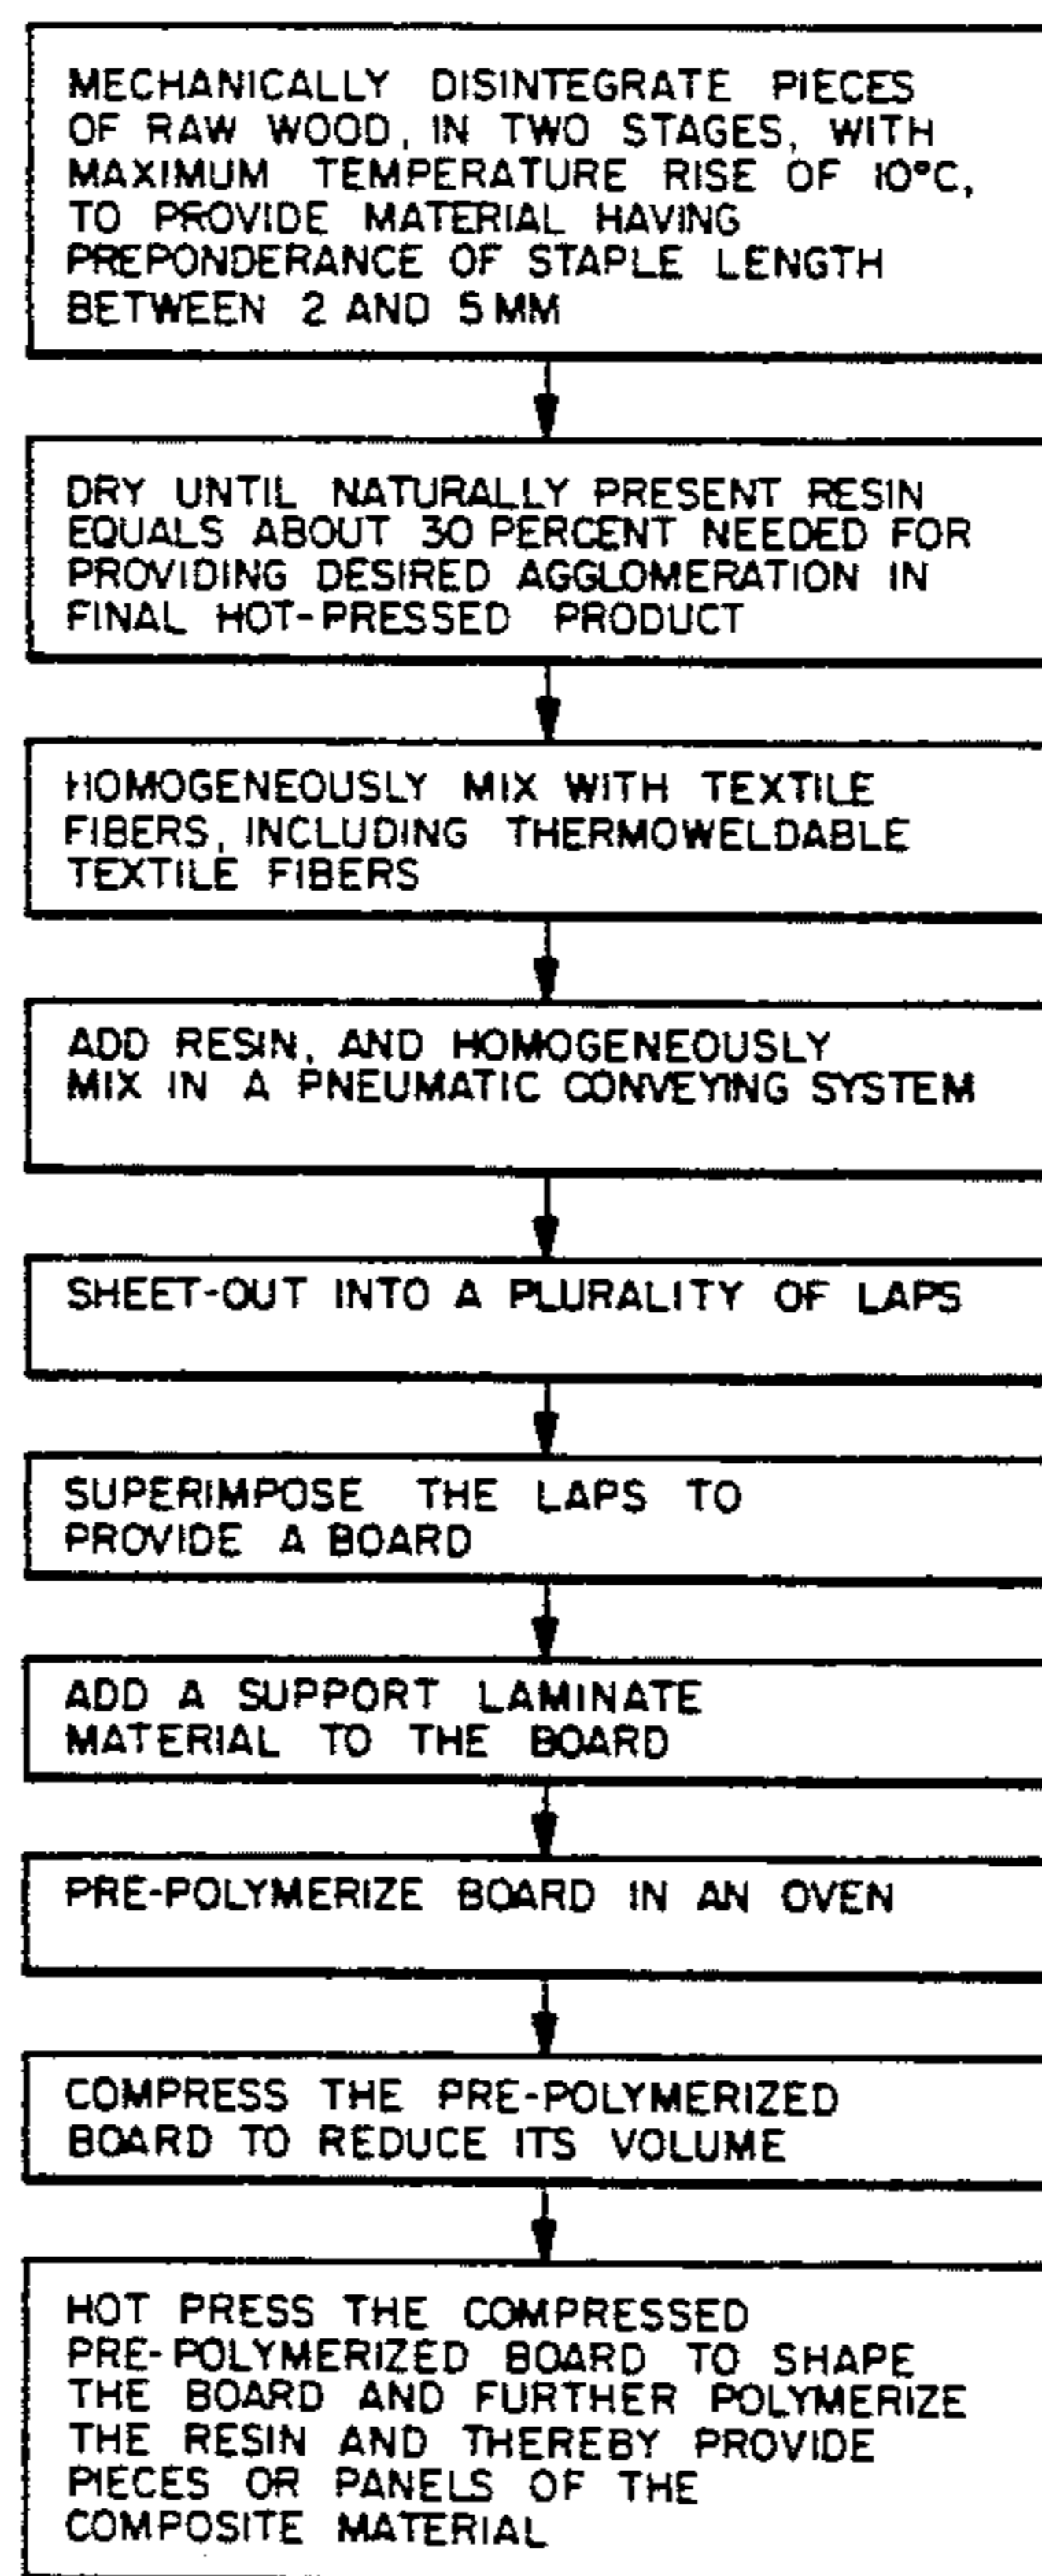 MECHANICALLY DISINTEGRATE PIECES
OF RAW WOOD, IN TWO STAGES, WITH
MAXIMUM TEMPERATURE RISE OF 10°C,
TO PROVIDE MATERIAL HAVING
PREPONDERANCE OF STAPLE LENGTH
BETWEEN 2 AND 5 MM
DRY UNTIL NATURALLY PRESENT RESIN
EQUALS ABOUT 30 PERCENT NEEDED FOR
PROVIDING DESIRED AGGLOMERATION IN
FINAL HOT-PRESSED PRODUCT
HOMOGENEOUSLY MIX WITH TEXTILE
FIBERS, INCLUDING THERMOWELDABLE
TEXTILE FIBERS
ADD RESIN, AND HOMOGENEOUSLY
MIX IN A PNEUMATIC CONVEYING SYSTEM
SHEET-OUT INTO A PLURALITY OF LAPS
SUPERIMPOSE THE LAPS TO
PROVIDE A BOARD
ADD A SUPPORT LAMINATE
MATERIAL TO THE BOARD
PRE-POLYMERIZE BOARD IN AN OVEN
COMPRESS THE PRE-POLYMERIZED
BOARD TO REDUCE ITS VOLUME
HOT PRESS THE COMPRESSED
PRE-POLYMERIZED BOARD TO SHAPE
THE BOARD AND FURTHER POLYMERIZE
THE RESIN AND THEREBY PROVIDE
PIECES OR PANELS OF THE
COMPOSITE MATERIAL